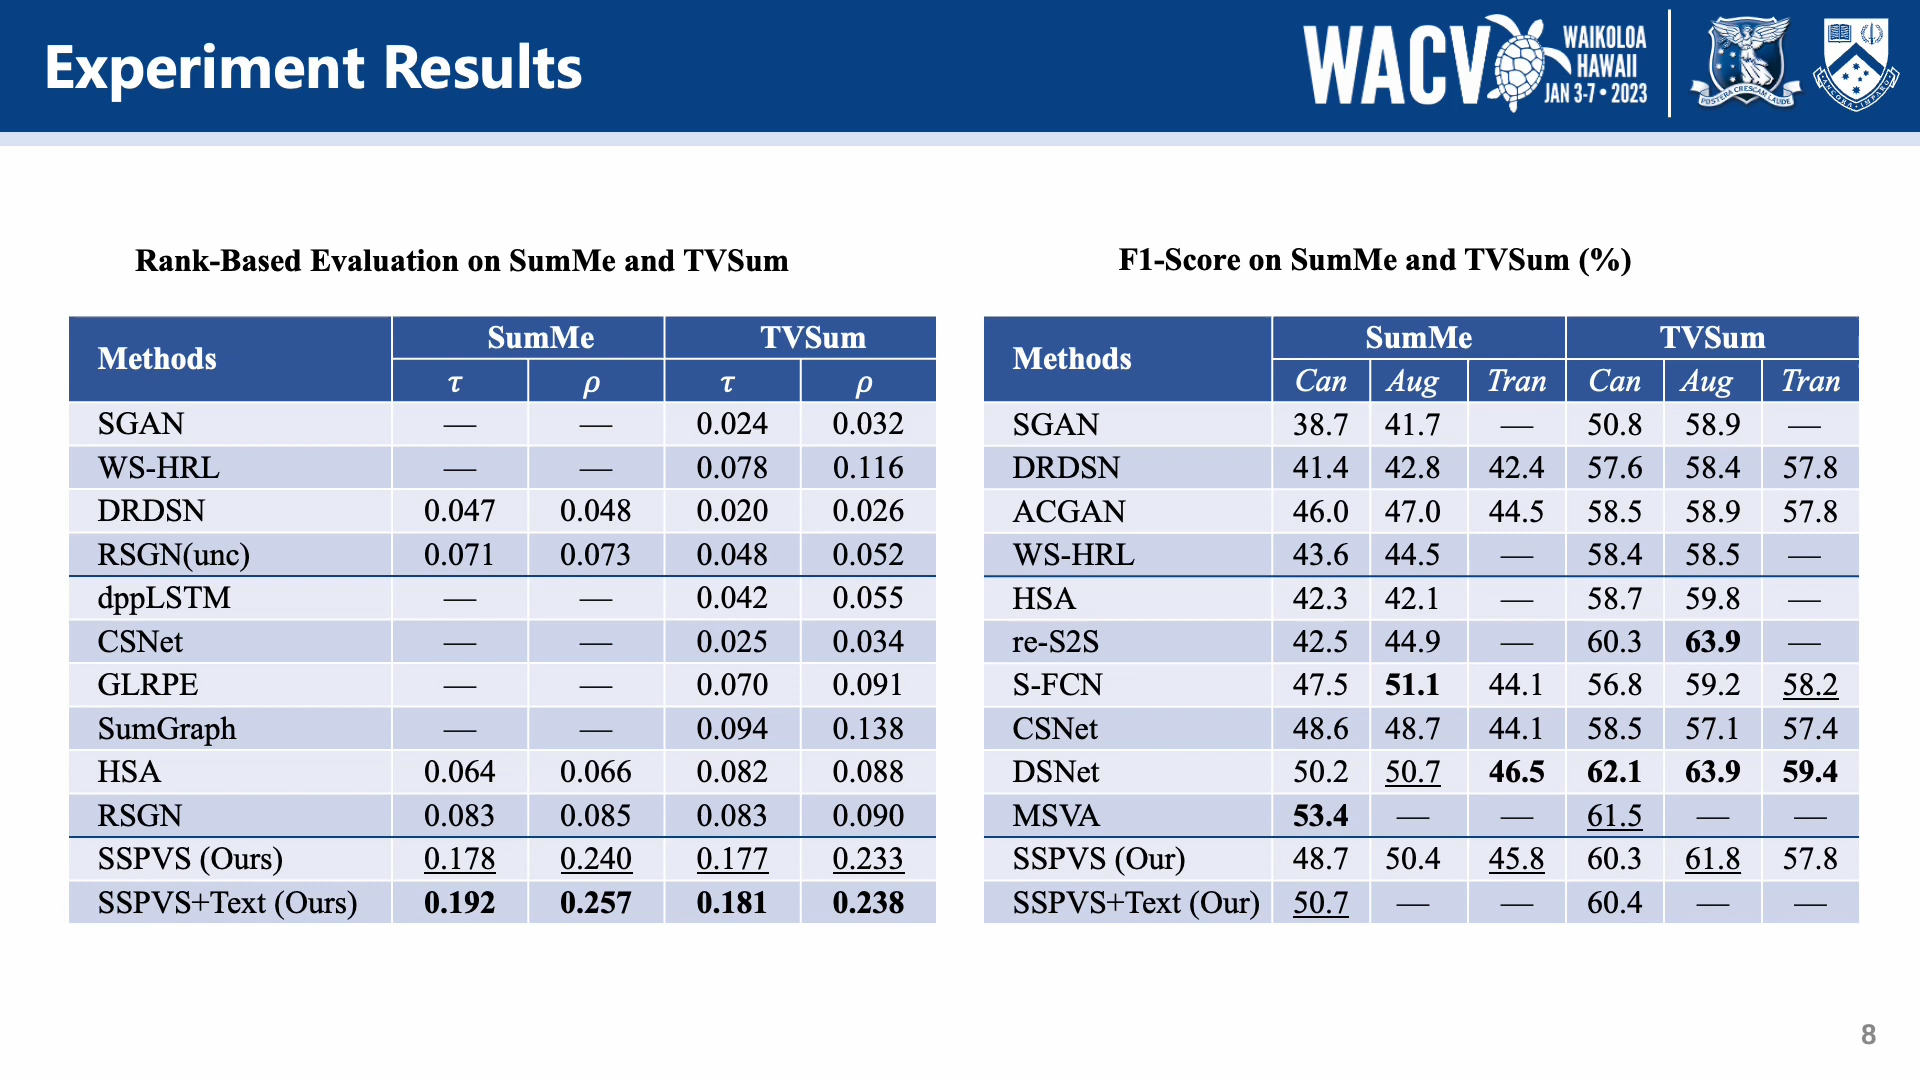 Experiment Results
WACV
WAIKOLOA
HAWAII
JAN 3-7 • 2023
POSTERA CRESCAM LAUDE
ANCORA IMPARO
Rank-Based Evaluation on SumMe and TVSum
Methods SumMe TVSum
τ ρ τ ρ
SGAN — — 0.024 0.032
WS-HRL — — 0.078 0.116
DRDSN 0.047 0.048 0.020 0.026
RSGN(unc) 0.071 0.073 0.048 0.052
dppLSTM — — 0.042 0.055
CSNet — — 0.025 0.034
GLRPE — — 0.070 0.091
SumGraph — — 0.094 0.138
HSA 0.064 0.066 0.082 0.088
RSGN 0.083 0.085 0.083 0.090
SSPVS (Ours) 0.178 0.240 0.177 0.233
SSPVS+Text (Ours) 0.192 0.257 0.181 0.238
F1-Score on SumMe and TVSum (%)
Methods SumMe TVSum
Can Aug Tran Can Aug Tran
SGAN 38.7 41.7 — 50.8 58.9 —
DRDSN 41.4 42.8 42.4 57.6 58.4 57.8
ACGAN 46.0 47.0 44.5 58.5 58.9 57.8
WS-HRL 43.6 44.5 — 58.4 58.5 —
HSA 42.3 42.1 — 58.7 59.8 —
re-S2S 42.5 44.9 — 60.3 63.9 —
S-FCN 47.5 51.1 44.1 56.8 59.2 58.2
CSNet 48.6 48.7 44.1 58.5 57.1 57.4
DSNet 50.2 50.7 46.5 62.1 63.9 59.4
MSVA 53.4 — — 61.5 — —
SSPVS (Our) 48.7 50.4 45.8 60.3 61.8 57.8
SSPVS+Text (Our) 50.7 — — 60.4 — —
8